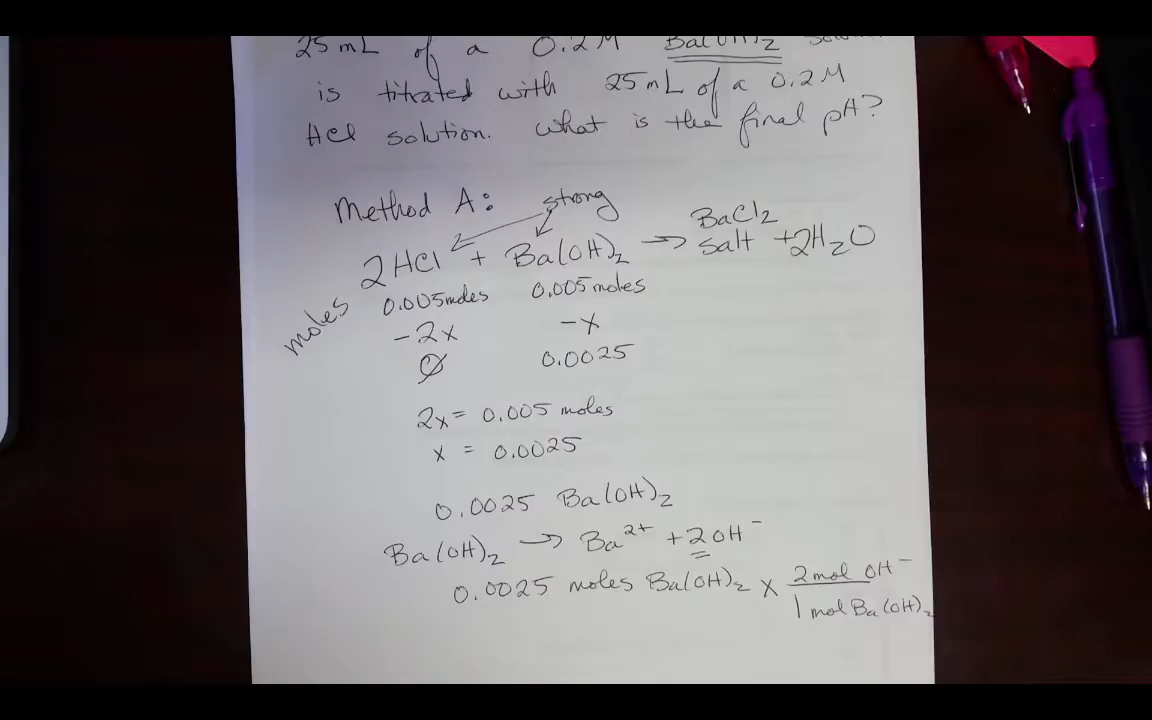 25 mL of a 0.2M Ba(OH)2
is titrated with 25 mL of a 0.2M
HCl solution. What is the final pH?
Method A: strong
BaCl2
2HCl + Ba(OH)2 → salt + 2H2O
moles 0.005 moles 0.005 moles
-2x -x
∅ 0.0025
2x = 0.005 moles
x = 0.0025
0.0025 Ba(OH)2
Ba(OH)2 → Ba2+ + 2OH−
0.0025 moles Ba(OH)2 x 2 mol OH− / 1 mol Ba(OH)2